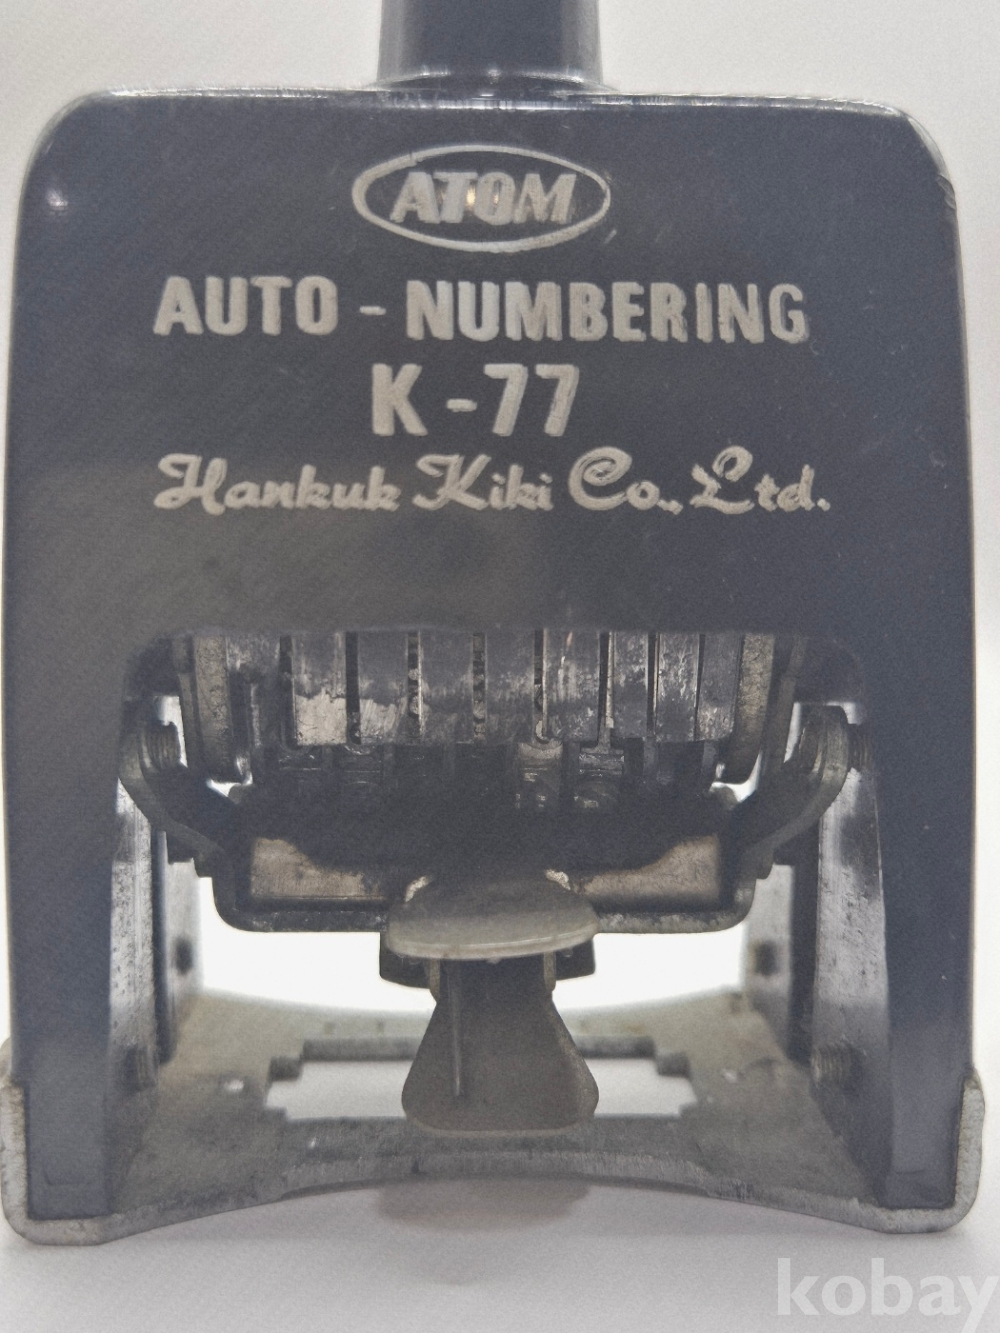 ATOM
AUTO - NUMBERING
K-77
Hankuk Kiki Co., Ltd.
kobay